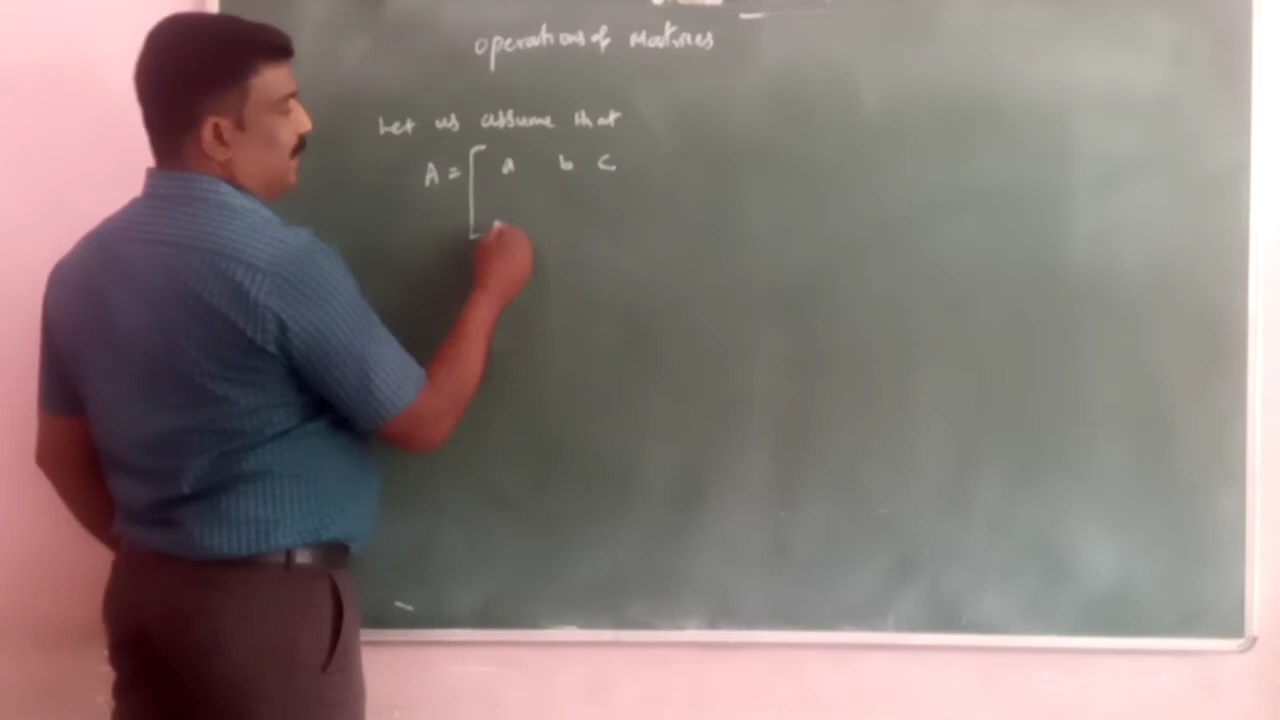 Operations of Matrices
Let us assume that
A = [ a b c